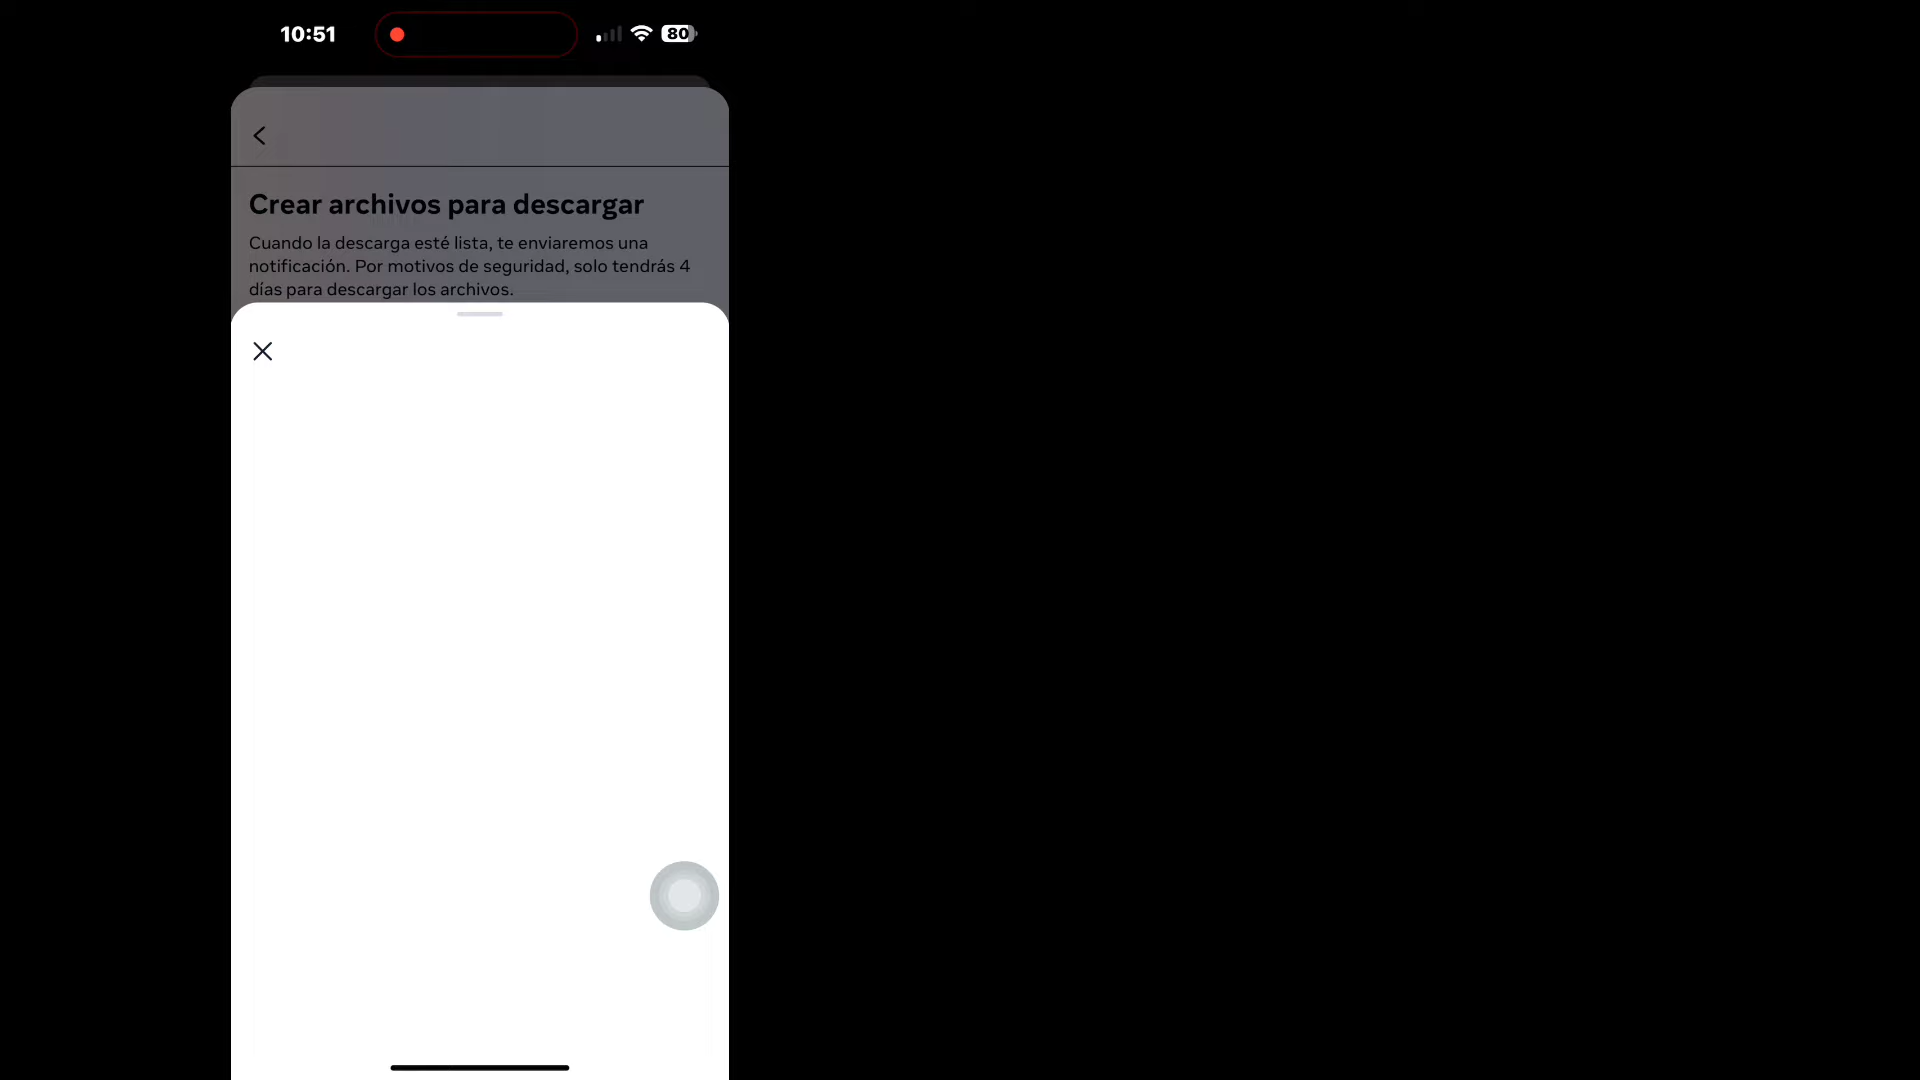 10:51
80
Crear archivos para descargar
Cuando la descarga esté lista, te enviaremos una
notificación. Por motivos de seguridad, solo tendrás 4
días para descargar los archivos.